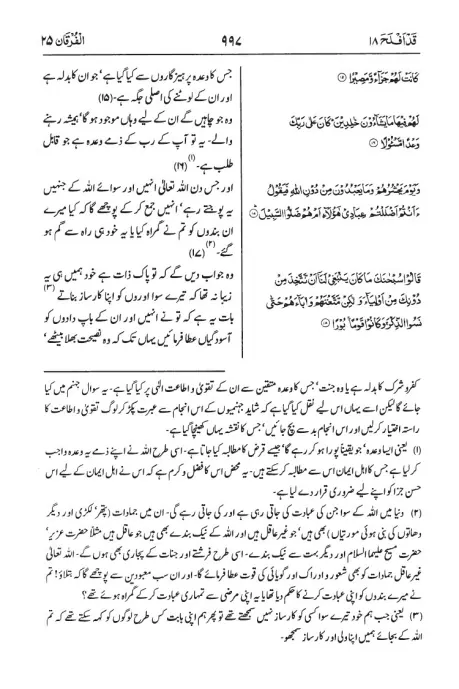 قد افلح ۱۸
۹۹۷
الفرقان ۲۵
كَانَتْ لَهُمْ جَزَاءً وَّمَصِيْرًا ⑮
لَهُمْ فِيْهَا مَا يَشَآءُوْنَ خٰلِدِيْنَ ۭ كَانَ عَلٰي رَبِّكَ
وَعْدًا مَّسْـُٔوْلًا ⑯
وَيَوْمَ يَحْشُرُهُمْ وَمَا يَعْبُدُوْنَ مِنْ دُوْنِ اللّٰهِ فَيَقُوْلُ
ءَاَنْتُمْ اَضْلَلْتُمْ عِبَادِيْ هٰٓؤُلَآءِ اَمْ هُمْ ضَلُّوا السَّبِيْلَ ⑰
قَالُوْا سُبْحٰنَكَ مَا كَانَ يَنْۢبَغِيْ لَنَآ اَنْ نَّتَّخِذَ مِنْ
دُوْنِكَ مِنْ اَوْلِيَآءَ وَلٰكِنْ مَّتَّعْتَهُمْ وَاٰبَآءَهُمْ حَتّٰي
نَسُوا الذِّكْرَ ۚ وَكَانُوْا قَوْمًۢا بُوْرًا ⑱
جس کا وعدہ پرہیزگاروں سے کیا گیا ہے' جو ان کا بدلہ ہے
اور ان کے لوٹنے کی اصلی جگہ ہے۔ (۱۵)
وہ جو چاہیں گے ان کے لیے وہاں موجود ہو گا' ہمیشہ رہنے
والے۔ یہ تو آپ کے رب کے ذمے وعدہ ہے جو قابل
طلب ہے۔ (۱) (۱۶)
اور جس دن اللہ تعالیٰ انہیں اور سوائے اللہ کے جنہیں
یہ پوجتے رہے' انہیں جمع کر کے پوچھے گا کہ کیا میرے
ان بندوں کو تم نے گمراہ کیا یا یہ خود ہی راہ سے گم ہو
گئے۔ (۲) (۱۷)
وہ جواب دیں گے کہ تو پاک ذات ہے خود ہمیں ہی یہ
زیبا نہ تھا کہ تیرے سوا اوروں کو اپنا کارساز بناتے (۳)
بات یہ ہے کہ تو نے انہیں اور ان کے باپ دادوں کو
آسودگیاں عطا فرمائیں یہاں تک کہ وہ نصیحت بھلا بیٹھے'
کفر و شرک کا بدلہ ہے یا وہ جنت' جس کا وعدہ متقین سے ان کے تقویٰ و اطاعت الٰہی پر کیا گیا ہے۔ یہ سوال جہنم میں کیا
جائے گا لیکن اسے یہاں اس لیے نقل کیا گیا ہے کہ شاید جہنمیوں کے اس انجام سے عبرت پکڑ کر لوگ تقویٰ و اطاعت کا
راستہ اختیار کر لیں اور اس انجام بد سے بچ جائیں' جس کا نقشہ یہاں کھینچا گیا ہے۔
(۱) یعنی ایسا وعدہ' جو یقیناً پورا ہو کر رہے گا' جیسے قرض کا مطالبہ کیا جاتا ہے۔ اسی طرح اللہ نے اپنے ذمے یہ وعدہ واجب
کر لیا ہے جس کا اہل ایمان اس سے مطالبہ کر سکتے ہیں۔ یہ محض اس کا فضل و کرم ہے کہ اس نے اہل ایمان کے لیے اس
حسن جزا کو اپنے لیے ضروری قرار دے لیا ہے۔
(۲) دنیا میں اللہ کے سوا جن کی عبادت کی جاتی رہی ہے اور کی جاتی رہے گی۔ ان میں جمادات (پتھر' لکڑی اور دیگر
دھاتوں کی بنی ہوئی مورتیاں) بھی ہیں' جو غیر عاقل ہیں اور اللہ کے نیک بندے بھی ہیں جو عاقل ہیں مثلاً حضرت عزیر'
حضرت مسیح علیہما السلام اور دیگر بہت سے نیک بندے۔ اسی طرح فرشتے اور جنات کے پجاری بھی ہوں گے۔ اللہ تعالیٰ
غیر عاقل جمادات کو بھی شعور و ادراک اور گویائی کی قوت عطا فرمائے گا۔ اور ان سب معبودین سے پوچھے گا کہ بتلاؤ! تم
نے میرے بندوں کو اپنی عبادت کرنے کا حکم دیا تھا یا یہ اپنی مرضی سے تمہاری عبادت کر کے گمراہ ہوئے تھے؟
(۳) یعنی جب ہم خود تیرے سوا کسی کو کارساز نہیں سمجھتے تھے تو پھر ہم اپنی بابت کس طرح لوگوں کو کہہ سکتے تھے کہ تم
اللہ کے بجائے ہمیں اپنا ولی اور کارساز سمجھو۔